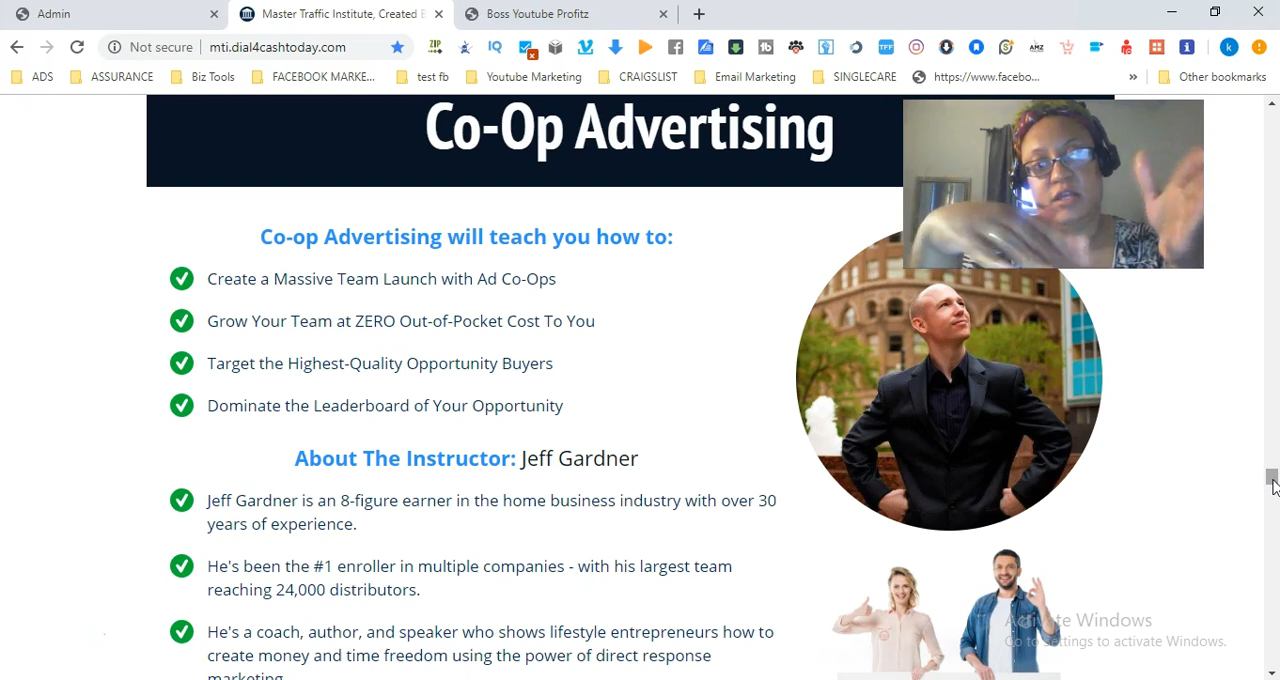 Admin
Master Traffic Institute, Created B
Boss Youtube Profitz
Not secure
mti.dial4cashtoday.com
ZIP
IQ
TFF
AMZ
k
ADS
ASSURANCE
Biz Tools
FACEBOOK MARKE...
test fb
Youtube Marketing
CRAIGSLIST
Email Marketing
SINGLECARE
https://www.facebo...
»
Other bookmarks
Co-Op Advertising
Co-op Advertising will teach you how to:
Create a Massive Team Launch with Ad Co-Ops
Grow Your Team at ZERO Out-of-Pocket Cost To You
Target the Highest-Quality Opportunity Buyers
Dominate the Leaderboard of Your Opportunity
About The Instructor: Jeff Gardner
Jeff Gardner is an 8-figure earner in the home business industry with over 30
years of experience.
He's been the #1 enroller in multiple companies - with his largest team
reaching 24,000 distributors.
He's a coach, author, and speaker who shows lifestyle entrepreneurs how to
create money and time freedom using the power of direct response
marketing.
Activate Windows
Go to Settings to activate Windows.